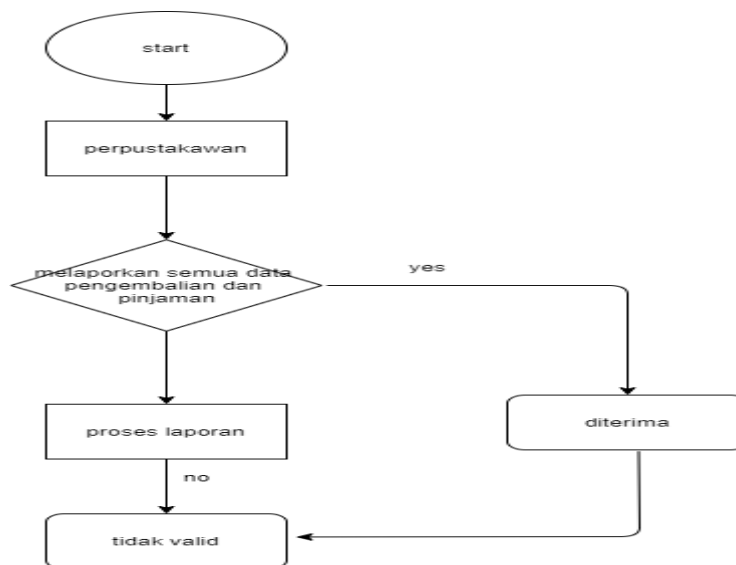 start
perpustakawan
melaporkan semua data
pengembalian dan
pinjaman
yes
proses laporan
diterima
no
tidak valid